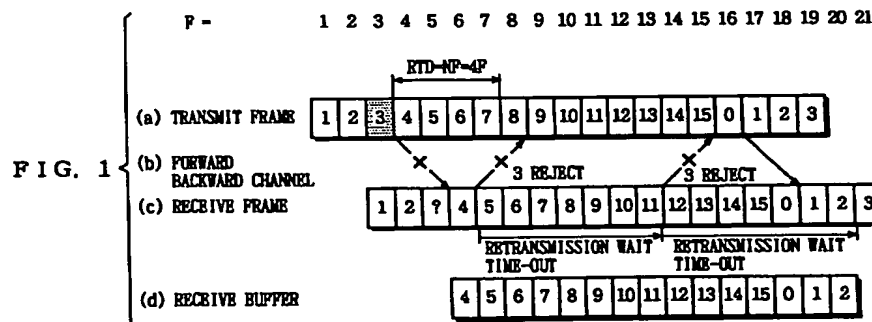 F = 1 2 3 4 5 6 7 8 9 10 11 12 13 14 15 16 17 18 19 20 21
RTD=NF=4F
(a) TRANSMIT FRAME 1 2 3 4 5 6 7 8 9 10 11 12 13 14 15 0 1 2 3
FIG. 1
(b) FORWARD BACKWARD CHANNEL
3 REJECT 3 REJECT
(c) RECEIVE FRAME 1 2 ? 4 5 6 7 8 9 10 11 12 13 14 15 0 1 2 3
RETRANSMISSION WAIT TIME-OUT
RETRANSMISSION WAIT TIME-OUT
(d) RECEIVE BUFFER 4 5 6 7 8 9 10 11 12 13 14 15 0 1 2